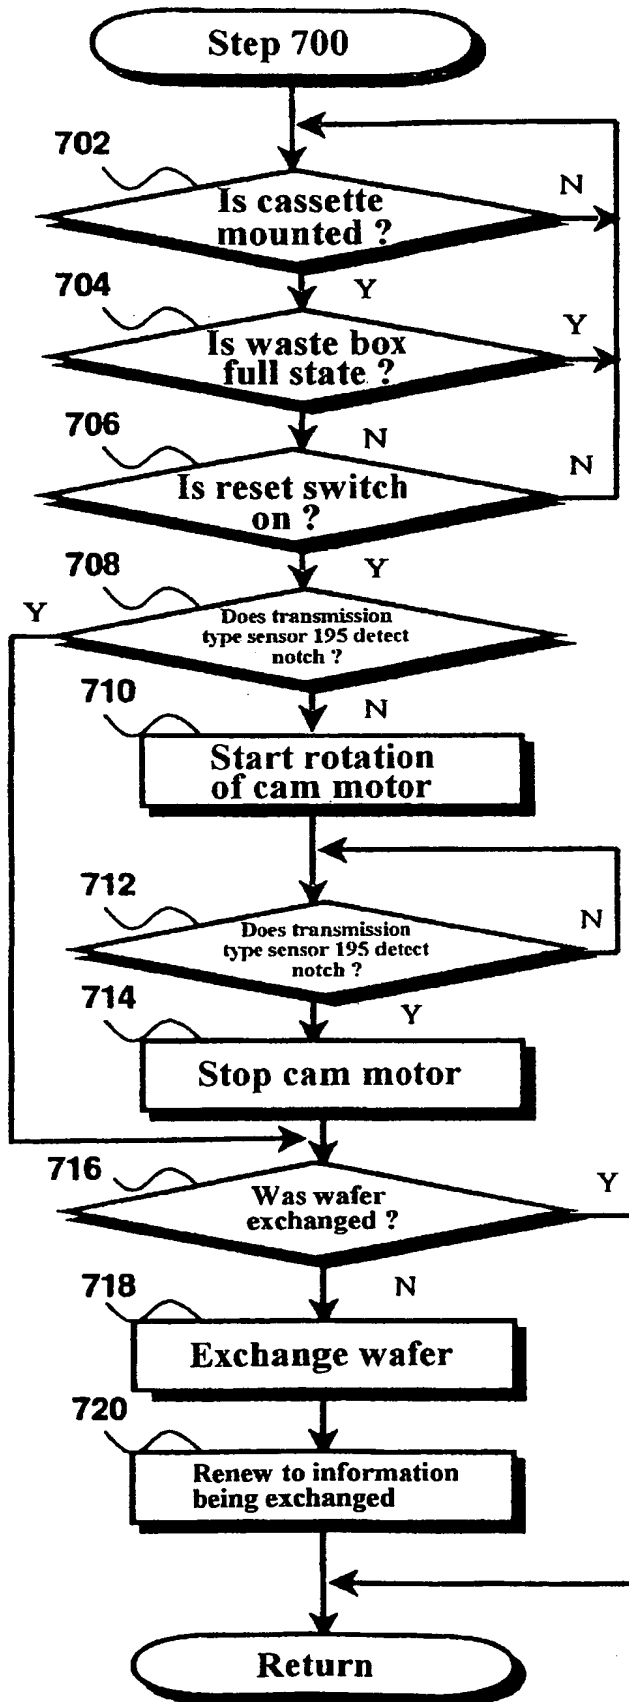 Step 700
702
Is cassette
mounted ?
N
Y
704
Is waste box
full state ?
Y
N
706
Is reset switch
on ?
N
Y
708
Does transmission
type sensor 195 detect
notch ?
Y
N
710
Start rotation
of cam motor
712
Does transmission
type sensor 195 detect
notch ?
N
Y
714
Stop cam motor
716
Was wafer
exchanged ?
Y
N
718
Exchange wafer
720
Renew to information
being exchanged
Return